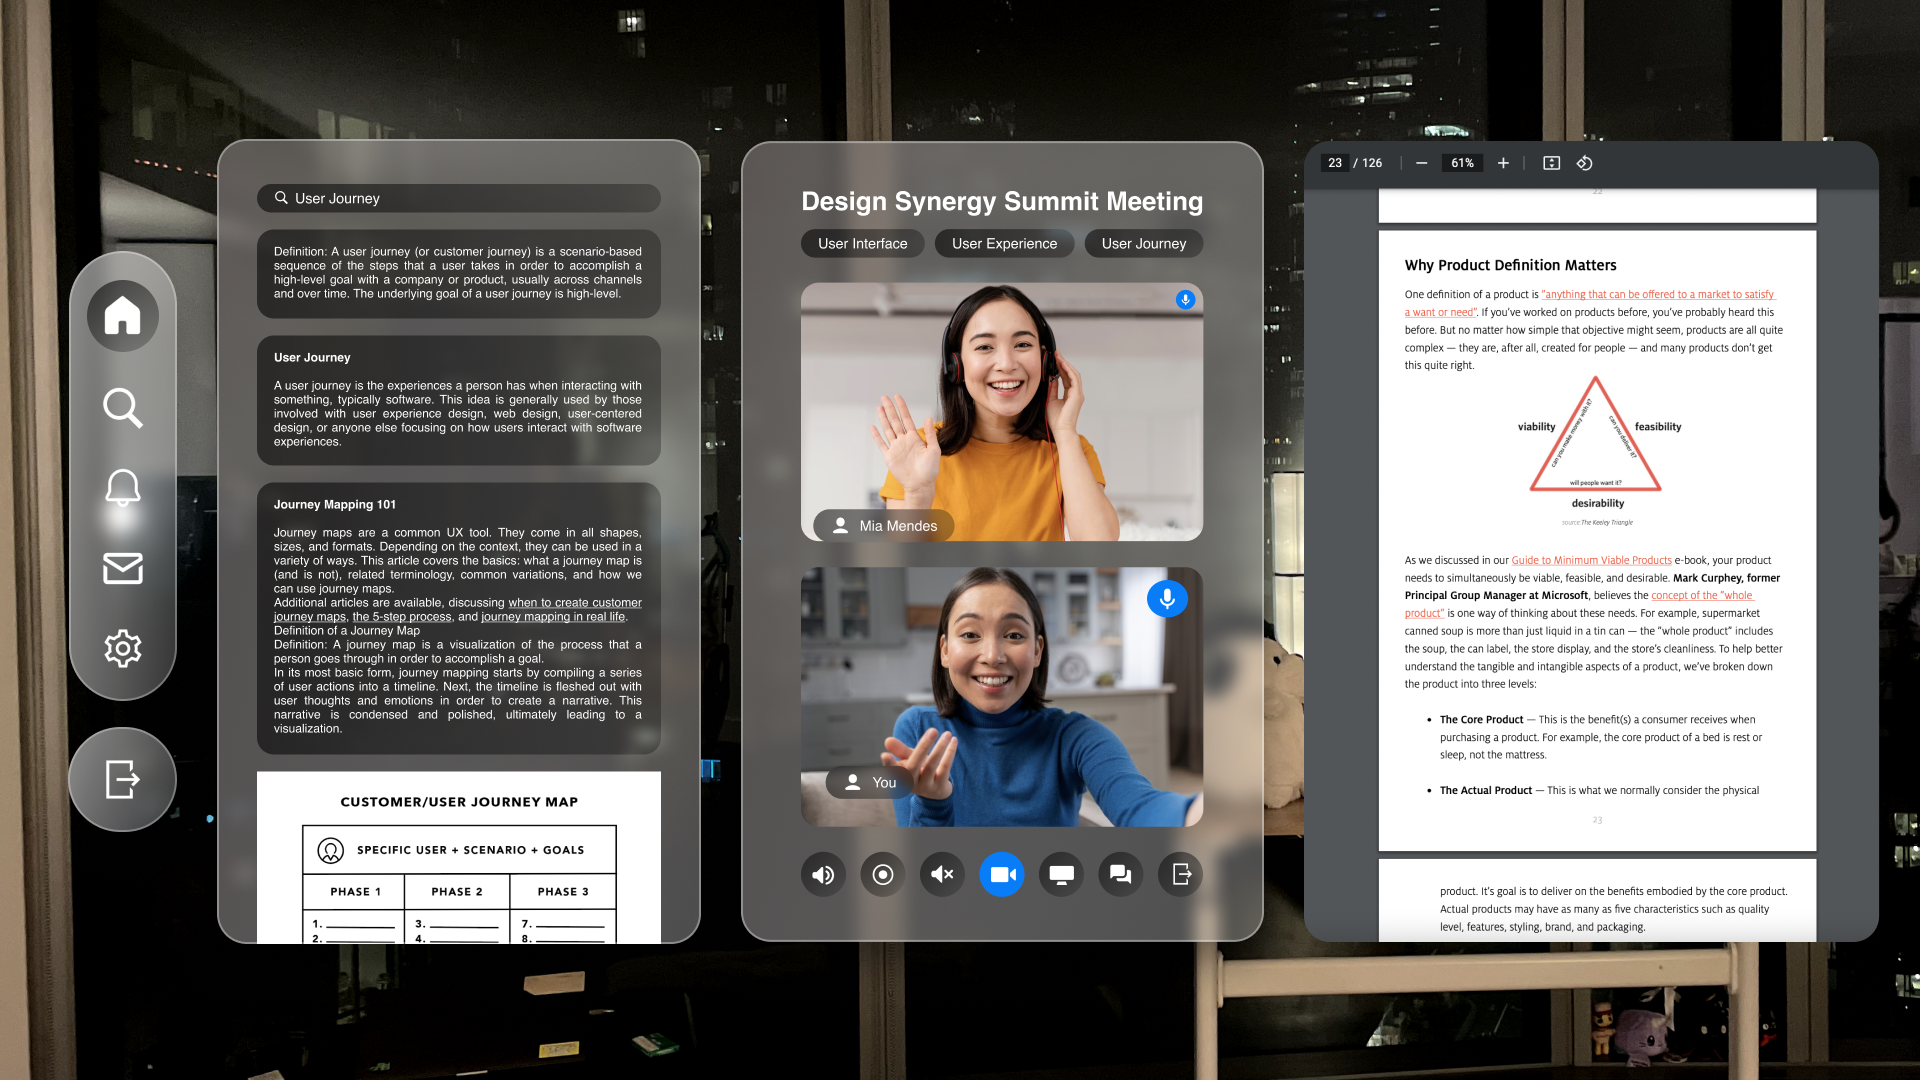 User Journey
Definition: A user journey (or customer journey) is a scenario-based
sequence of the steps that a user takes in order to accomplish a
high-level goal with a company or product, usually across channels
and over time. The underlying goal of a user journey is high-level.
User Journey
A user journey is the experiences a person has when interacting with
something, typically software. This idea is generally used by those
involved with user experience design, web design, user-centered
design, or anyone else focusing on how users interact with software
experiences.
Journey Mapping 101
Journey maps are a common UX tool. They come in all shapes,
sizes, and formats. Depending on the context, they can be used in a
variety of ways. This article covers the basics: what a journey map is
(and is not), related terminology, common variations, and how we
can use journey maps.
Additional articles are available, discussing when to create customer
journey maps, the 5-step process, and journey mapping in real life.
Definition of a Journey Map
Definition: A journey map is a visualization of the process that a
person goes through in order to accomplish a goal.
In its most basic form, journey mapping starts by compiling a series
of user actions into a timeline. Next, the timeline is fleshed out with
user thoughts and emotions in order to create a narrative. This
narrative is condensed and polished, ultimately leading to a
visualization.
CUSTOMER/USER JOURNEY MAP
SPECIFIC USER + SCENARIO + GOALS
PHASE 1 PHASE 2 PHASE 3
1. 3. 7.
2. 4. 8.
Design Synergy Summit Meeting
User Interface User Experience User Journey
Mia Mendes
You
23 / 126 61%
22
Why Product Definition Matters
One definition of a product is "anything that can be offered to a market to satisfy
a want or need". If you've worked on products before, you've probably heard this
before. But no matter how simple that objective might seem, products are all quite
complex — they are, after all, created for people — and many products don't get
this quite right.
viability
can you make money with it?
can you deliver it?
feasibility
will people want it?
desirability
source:The Keeley Triangle
As we discussed in our Guide to Minimum Viable Products e-book, your product
needs to simultaneously be viable, feasible, and desirable. Mark Curphey, former
Principal Group Manager at Microsoft, believes the concept of the "whole
product" is one way of thinking about these needs. For example, supermarket
canned soup is more than just liquid in a tin can — the "whole product" includes
the soup, the can label, the store display, and the store's cleanliness. To help better
understand the tangible and intangible aspects of a product, we've broken down
the product into three levels:
• The Core Product — This is the benefit(s) a consumer receives when
purchasing a product. For example, the core product of a bed is rest or
sleep, not the mattress.
• The Actual Product — This is what we normally consider the physical
23
product. It's goal is to deliver on the benefits embodied by the core product.
Actual products may have as many as five characteristics such as quality
level, features, styling, brand, and packaging.